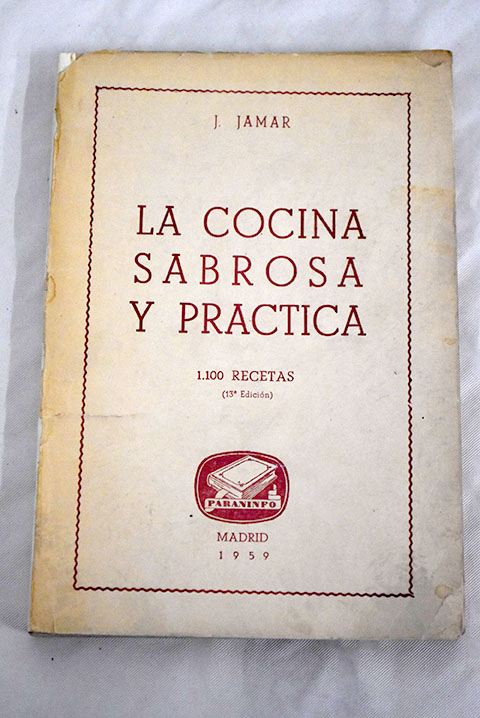 J. JAMAR
LA COCINA
SABROSA
Y PRACTICA
1.100 RECETAS
(13ª Edición)
PARANINFO
MADRID
1959